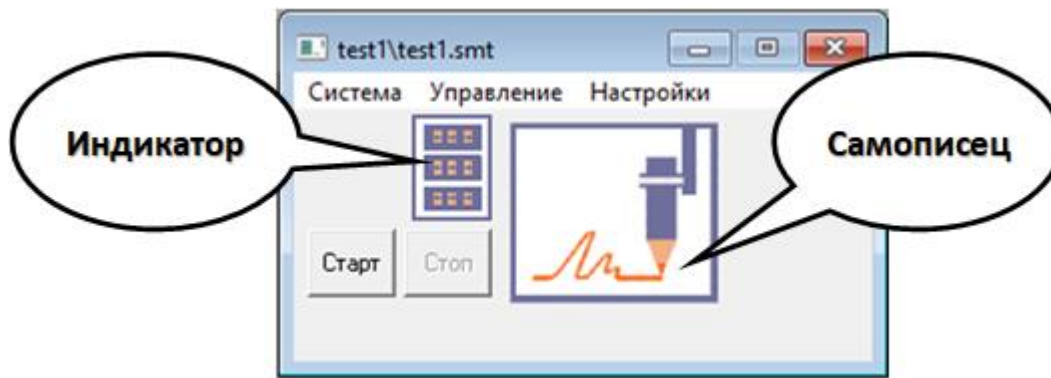 test1\test1.smt
Система Управление Настройки
Индикатор
Самописец
Старт Стоп